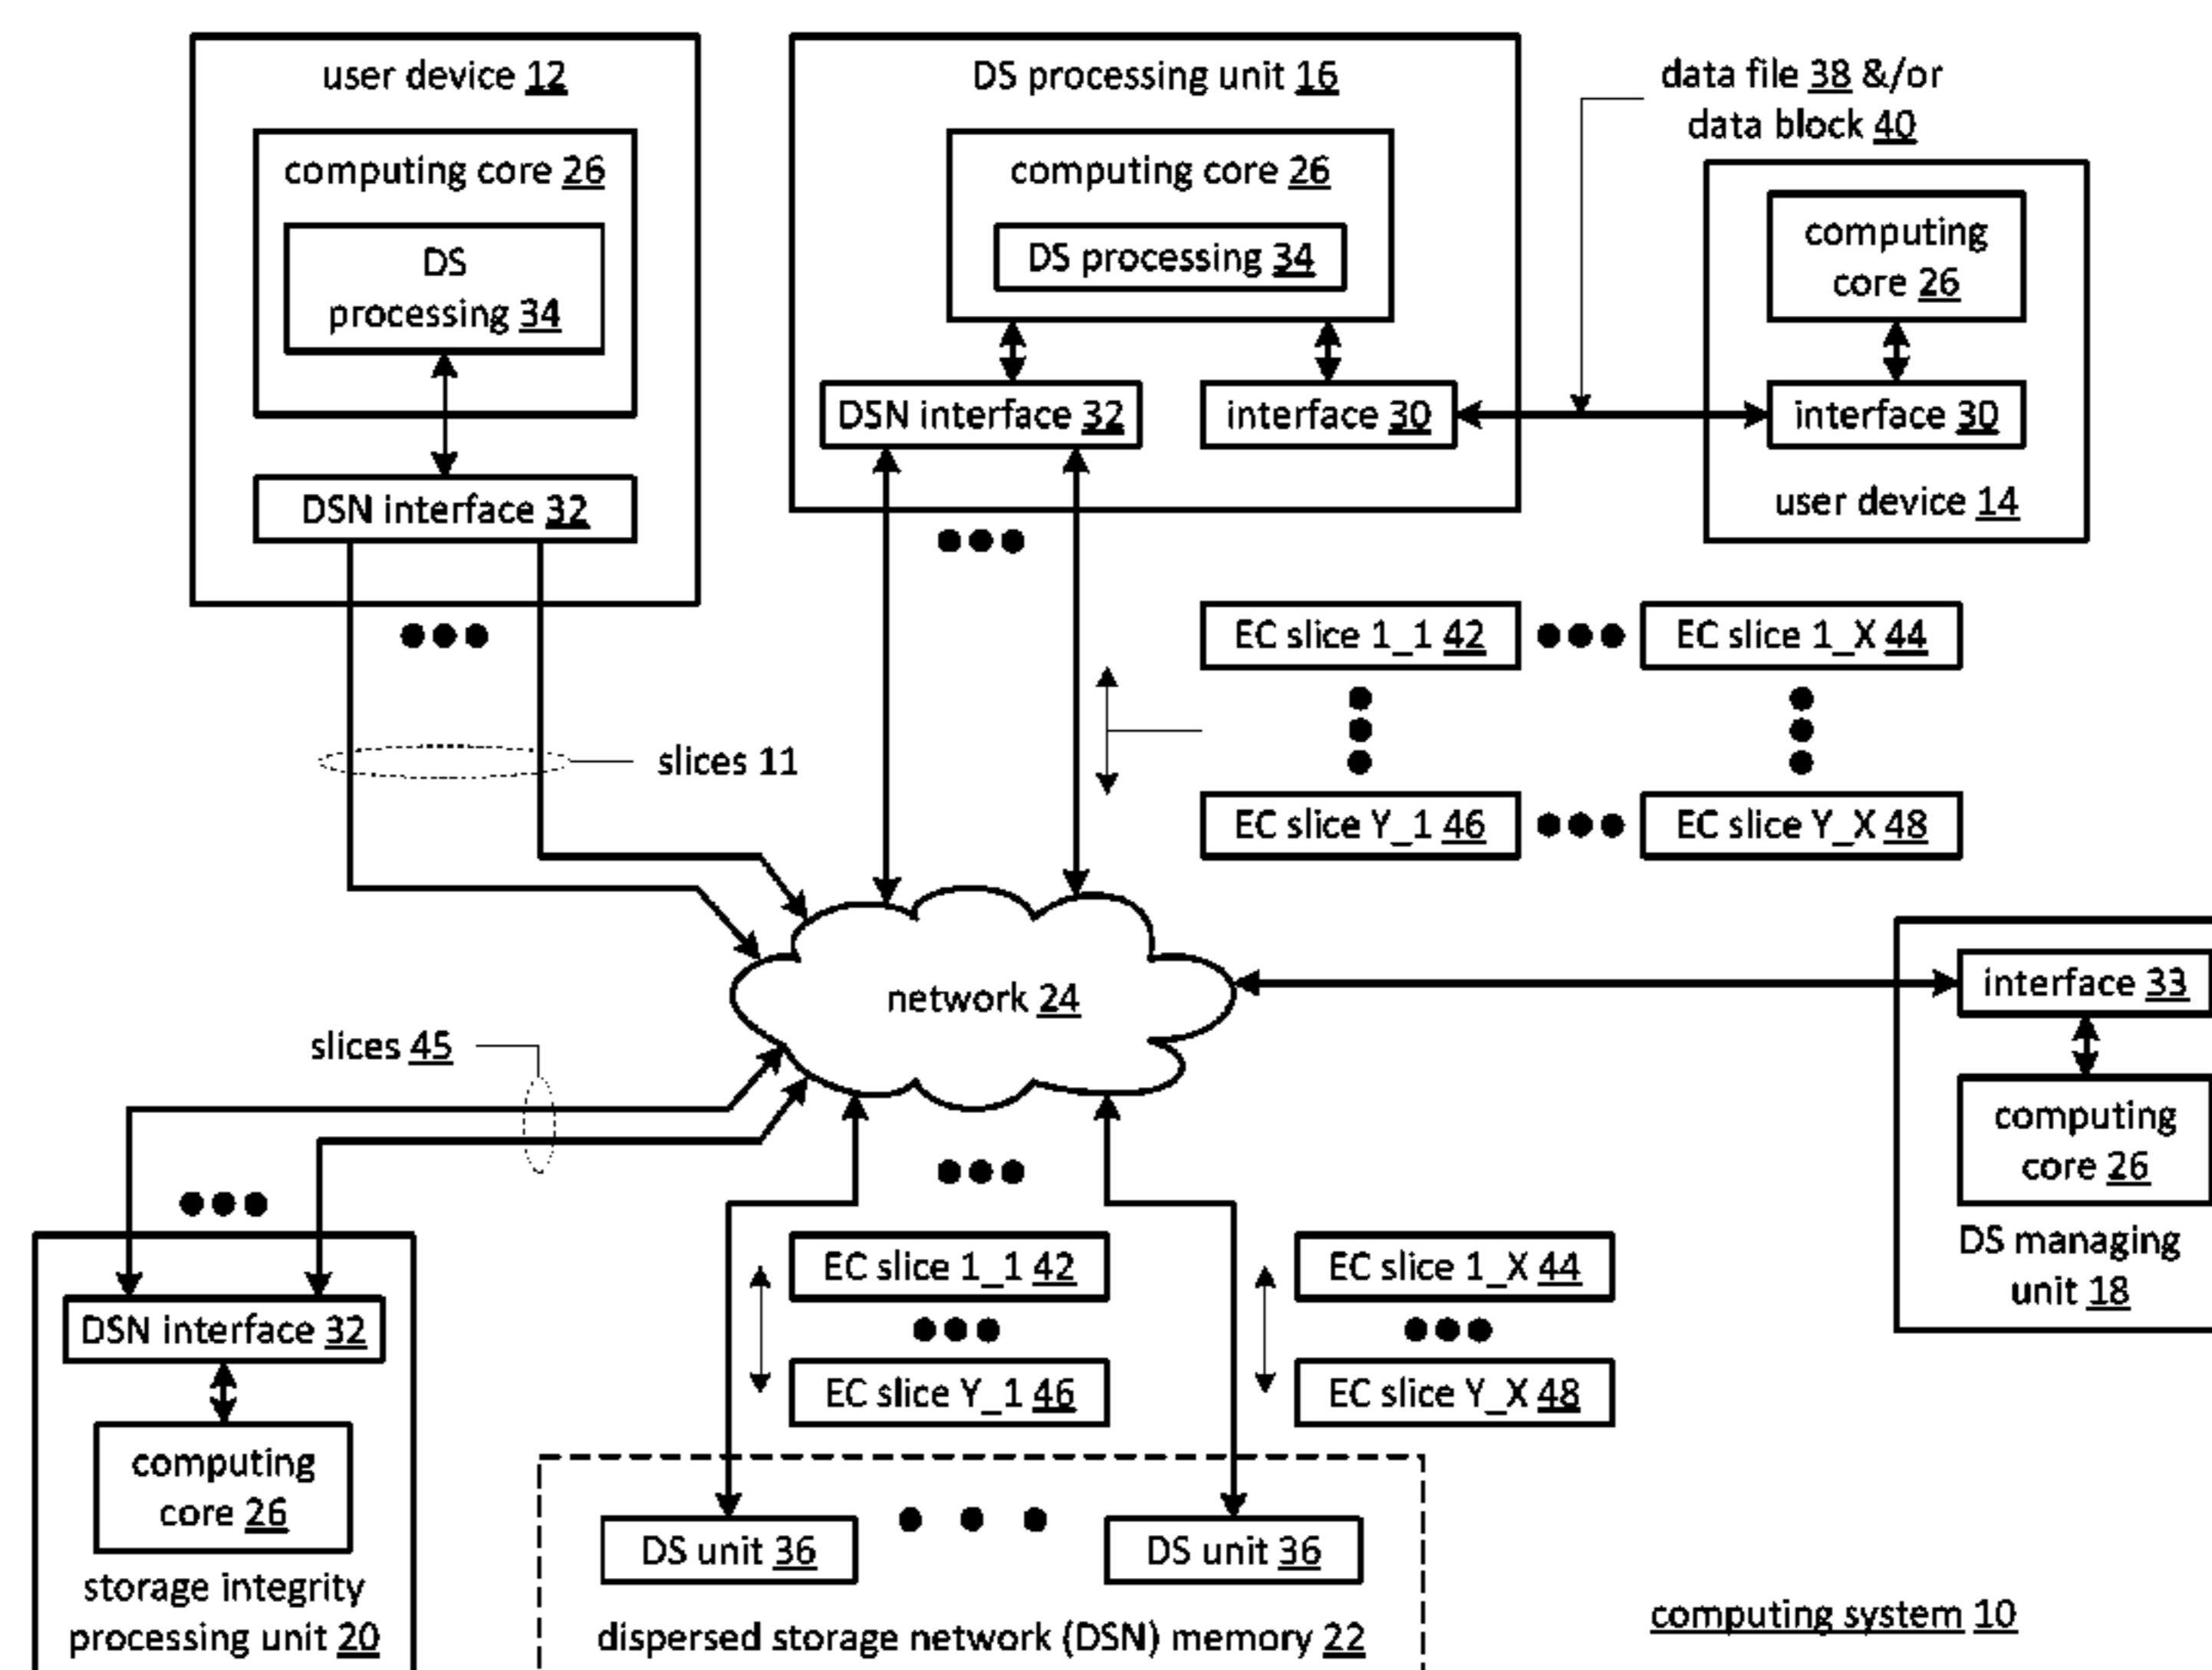 user device 12
computing core 26
DS
processing 34
DSN interface 32
DS processing unit 16
computing core 26
DS processing 34
DSN interface 32
interface 30
data file 38 &/or
data block 40
computing
core 26
interface 30
user device 14
slices 11
EC slice 1_1 42
EC slice 1_X 44
EC slice Y_1 46
EC slice Y_X 48
network 24
interface 33
computing
core 26
DS managing
unit 18
slices 45
DSN interface 32
computing
core 26
storage integrity
processing unit 20
EC slice 1_1 42
EC slice Y_1 46
EC slice 1_X 44
EC slice Y_X 48
DS unit 36
DS unit 36
dispersed storage network (DSN) memory 22
computing system 10